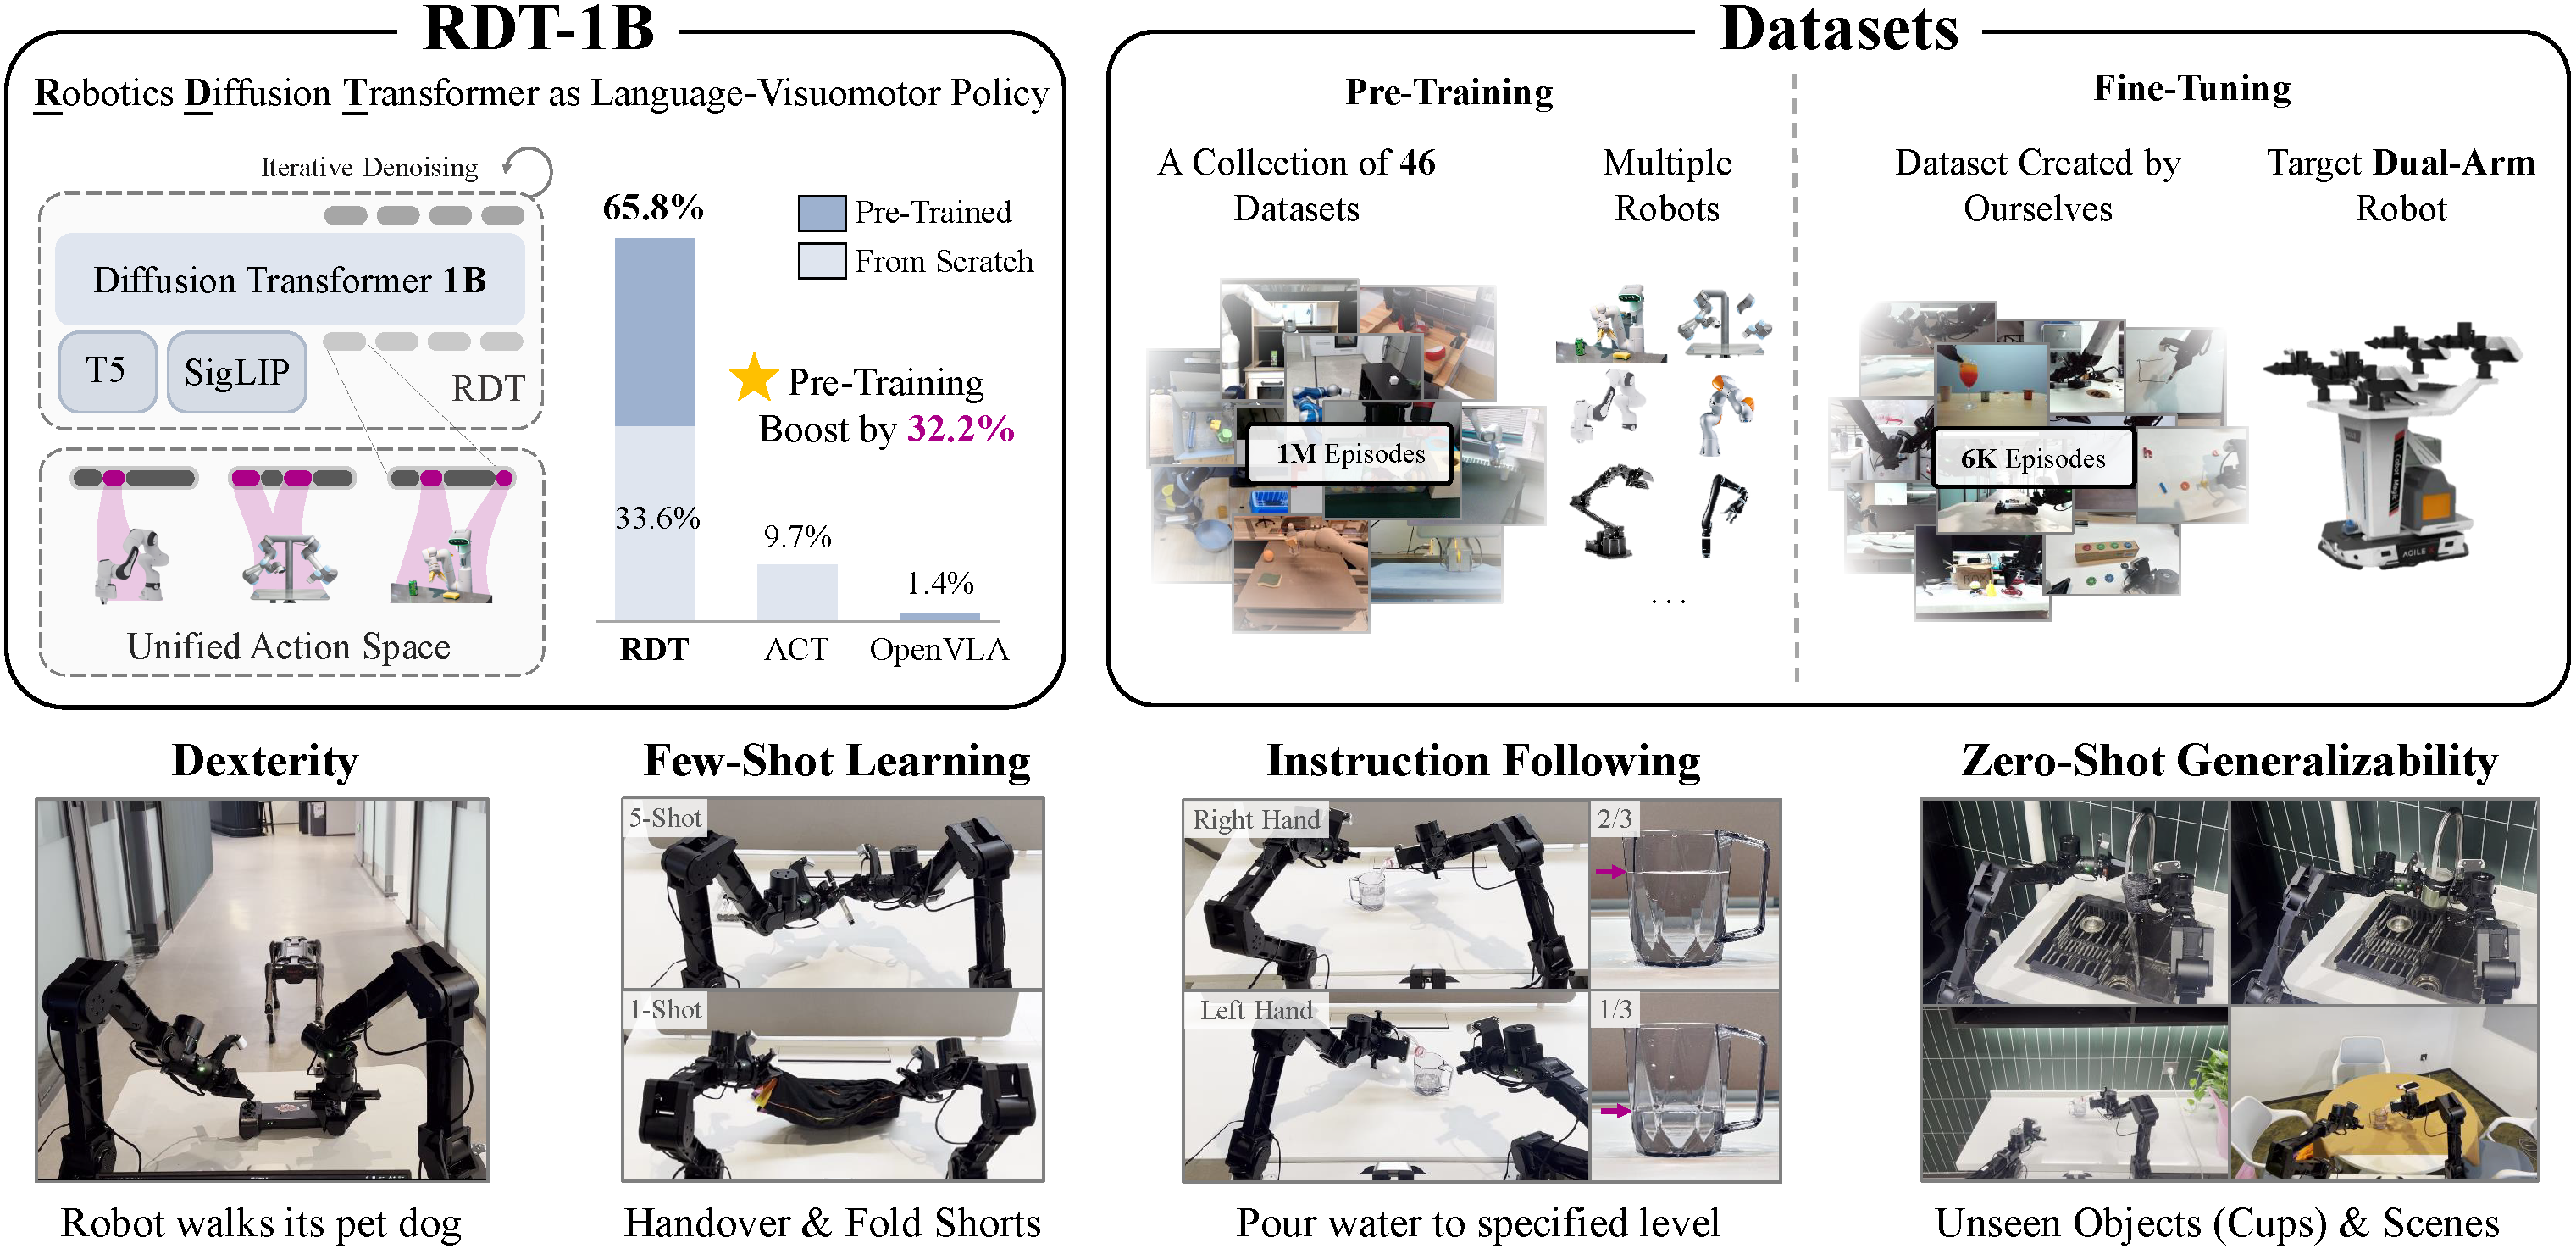 RDT-1B
Robotics Diffusion Transformer as Language-Visuomotor Policy
Iterative Denoising
Diffusion Transformer 1B
T5
SigLIP
RDT
Unified Action Space
65.8%
Pre-Trained
From Scratch
Pre-Training
Boost by 32.2%
33.6%
9.7%
1.4%
RDT
ACT
OpenVLA
Datasets
Pre-Training
A Collection of 46
Datasets
Multiple
Robots
1M Episodes
...
Fine-Tuning
Dataset Created by
Ourselves
Target Dual-Arm
Robot
6K Episodes
AGILE
Dexterity
Robot walks its pet dog
Few-Shot Learning
5-Shot
1-Shot
Handover & Fold Shorts
Instruction Following
Right Hand
2/3
Left Hand
1/3
Pour water to specified level
Zero-Shot Generalizability
Unseen Objects (Cups) & Scenes